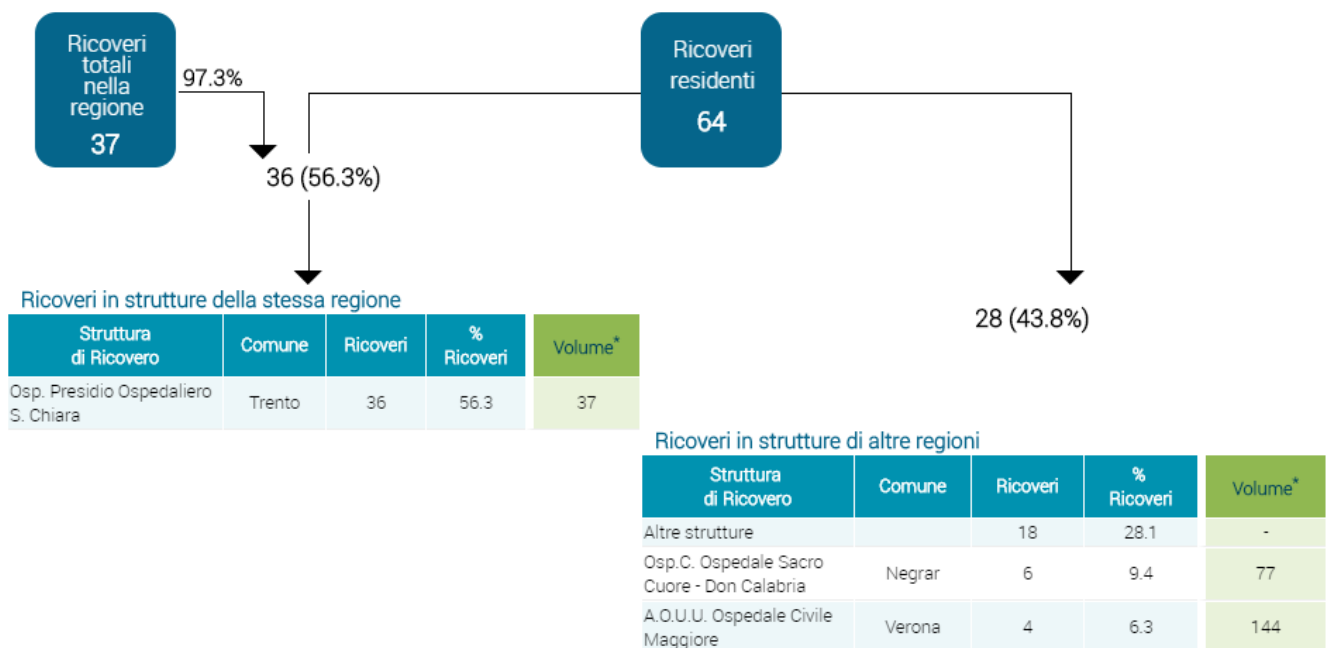 Ricoveri
totali
nella
regione
37
97.3%
Ricoveri
residenti
64
36 (56.3%)
28 (43.8%)
Ricoveri in strutture della stessa regione
Struttura
di Ricovero
Comune
Ricoveri
%
Ricoveri
Volume*
Osp. Presidio Ospedaliero
S. Chiara
Trento
36
56.3
37
Ricoveri in strutture di altre regioni
Struttura
di Ricovero
Comune
Ricoveri
%
Ricoveri
Volume*
Altre strutture
18
28.1
-
Osp.C. Ospedale Sacro
Cuore - Don Calabria
Negrar
6
9.4
77
A.O.U.U. Ospedale Civile
Maggiore
Verona
4
6.3
144